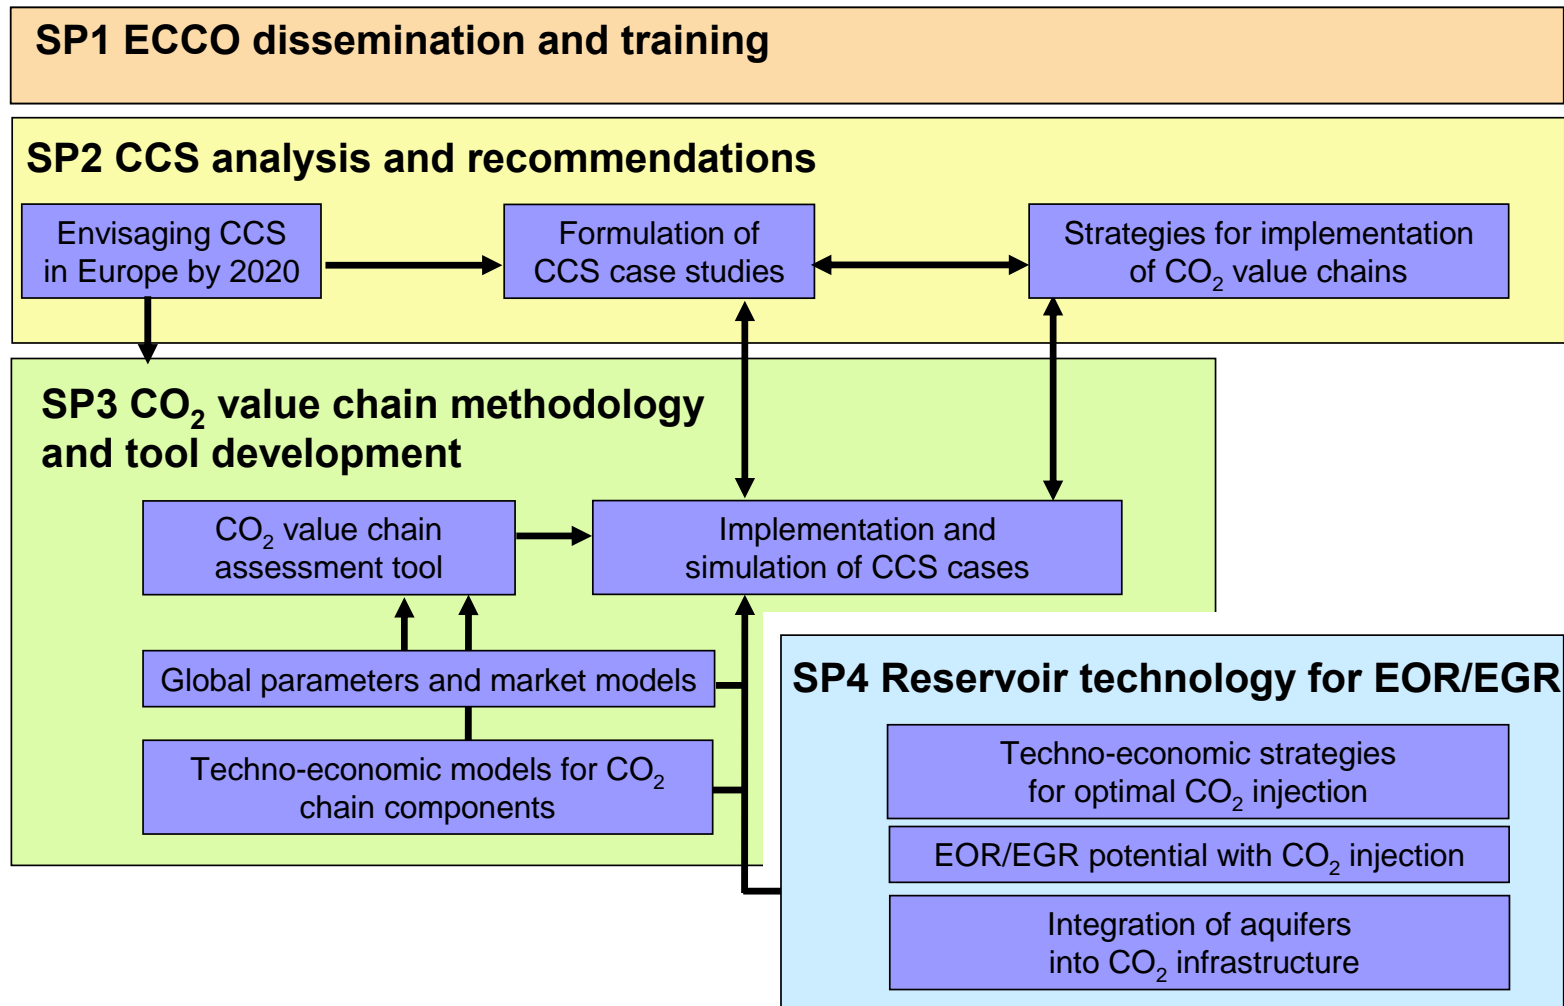 SP1 ECCO dissemination and training
SP2 CCS analysis and recommendations
Envisaging CCS
in Europe by 2020
Formulation of
CCS case studies
Strategies for implementation
of CO₂ value chains
SP3 CO₂ value chain methodology
and tool development
CO₂ value chain
assessment tool
Implementation and
simulation of CCS cases
Global parameters and market models
Techno-economic models for CO₂
chain components
SP4 Reservoir technology for EOR/EGR
Techno-economic strategies
for optimal CO₂ injection
EOR/EGR potential with CO₂ injection
Integration of aquifers
into CO₂ infrastructure